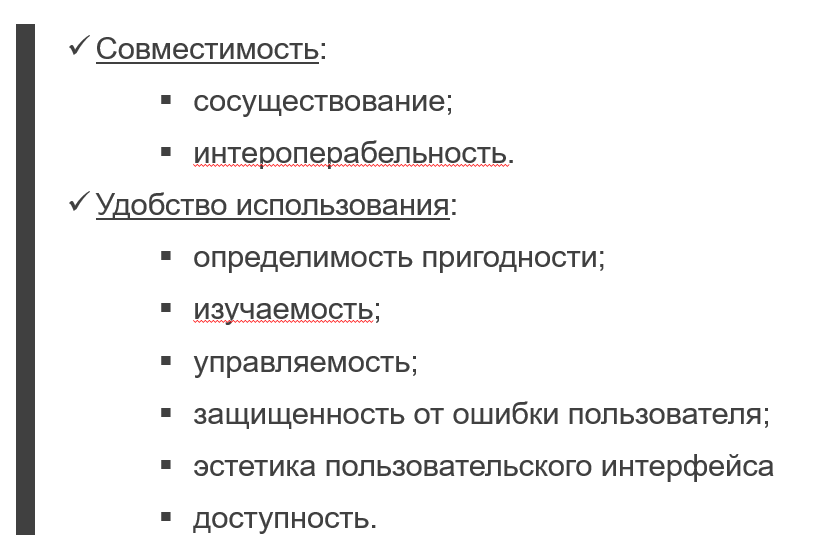 ✓ Совместимость:
▪ сосуществование;
▪ интероперабельность.
✓ Удобство использования:
▪ определимость пригодности;
▪ изучаемость;
▪ управляемость;
▪ защищенность от ошибки пользователя;
▪ эстетика пользовательского интерфейса
▪ доступность.